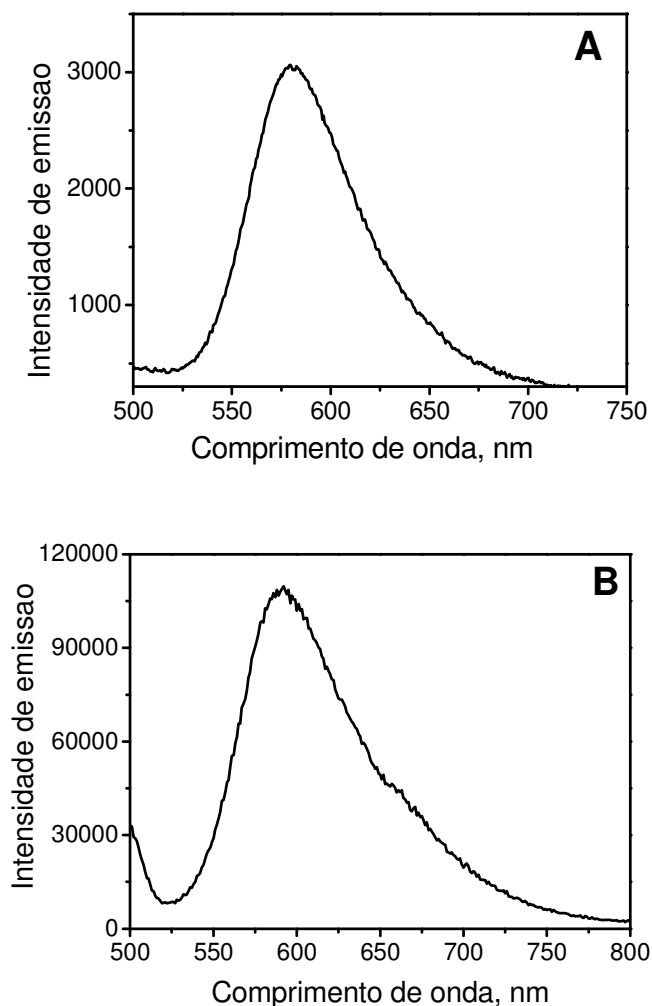 A
3000
2000
1000
Intensidade de emissao
500 550 600 650 700 750
Comprimento de onda, nm
B
120000
90000
60000
30000
0
Intensidade de emissao
500 550 600 650 700 750 800
Comprimento de onda, nm